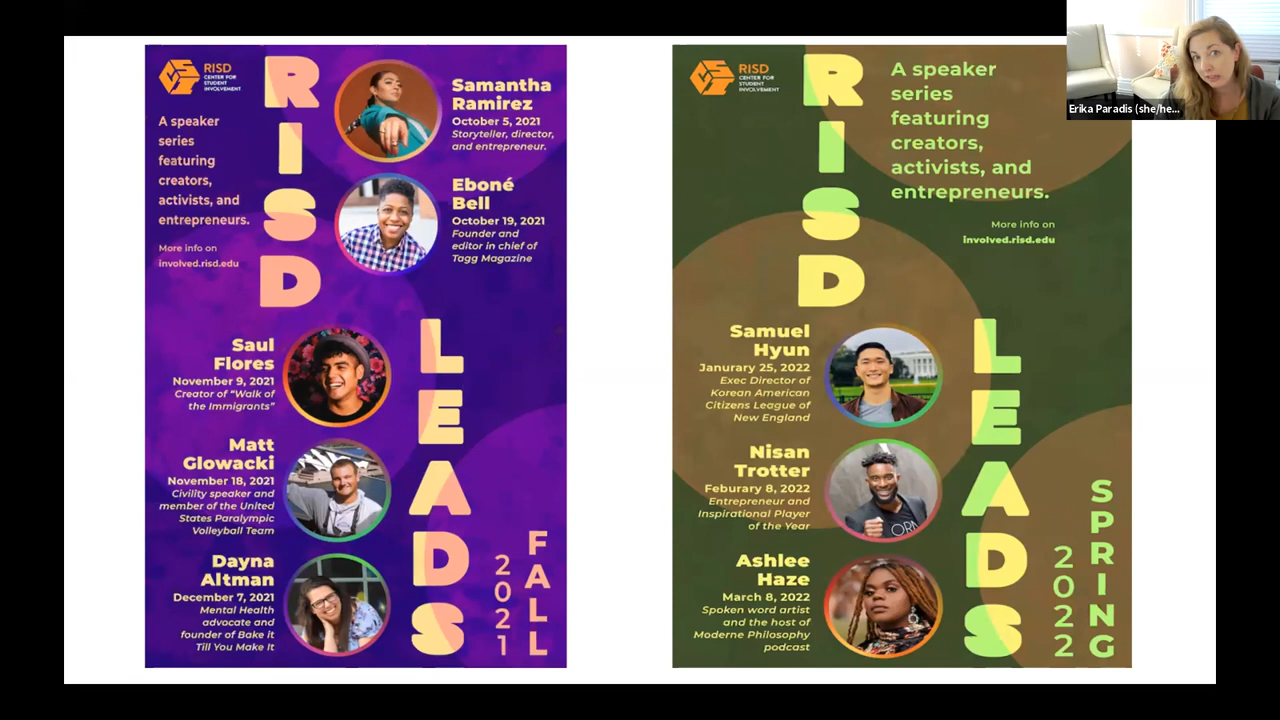 RISD
CENTER FOR
STUDENT
INVOLVEMENT
A speaker
series
featuring
creators,
activists, and
entrepreneurs.
More info on
involved.risd.edu
RISD
LEADS
Samantha
Ramirez
October 5, 2021
Storyteller, director,
and entrepreneur.
Eboné
Bell
October 19, 2021
Founder and
editor in chief of
Tagg Magazine
Saul
Flores
November 9, 2021
Creator of "Walk of
the Immigrants"
Matt
Glowacki
November 18, 2021
Civility speaker and
member of the United
States Paralympic
Volleyball Team
Dayna
Altman
December 7, 2021
Mental Health
advocate and
founder of Bake it
Till You Make It
2021
FALL
RISD
CENTER FOR
STUDENT
INVOLVEMENT
RISD
LEADS
A speaker
series
featuring
creators,
activists, and
entrepreneurs.
More info on
involved.risd.edu
Samuel
Hyun
Janurary 25, 2022
Exec Director of
Korean American
Citizens League of
New England
Nisan
Trotter
Feburary 8, 2022
Entrepreneur and
Inspirational Player
of the Year
ORN
Ashlee
Haze
March 8, 2022
Spoken word artist
and the host of
Moderne Philosophy
podcast
2022
SPRING
Erika Paradis (she/he...